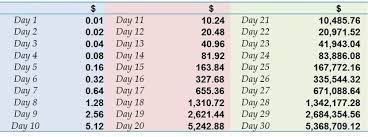 $ $ $
Day 1 0.01 Day 11 10.24 Day 21 10,485.76
Day 2 0.02 Day 12 20.48 Day 22 20,971.52
Day 3 0.04 Day 13 40.96 Day 23 41,943.04
Day 4 0.08 Day 14 81.92 Day 24 83,886.08
Day 5 0.16 Day 15 163.84 Day 25 167,772.16
Day 6 0.32 Day 16 327.68 Day 26 335,544.32
Day 7 0.64 Day 17 655.36 Day 27 671,088.64
Day 8 1.28 Day 18 1,310.72 Day 28 1,342,177.28
Day 9 2.56 Day 19 2,621.44 Day 29 2,684,354.56
Day 10 5.12 Day 20 5,242.88 Day 30 5,368,709.12